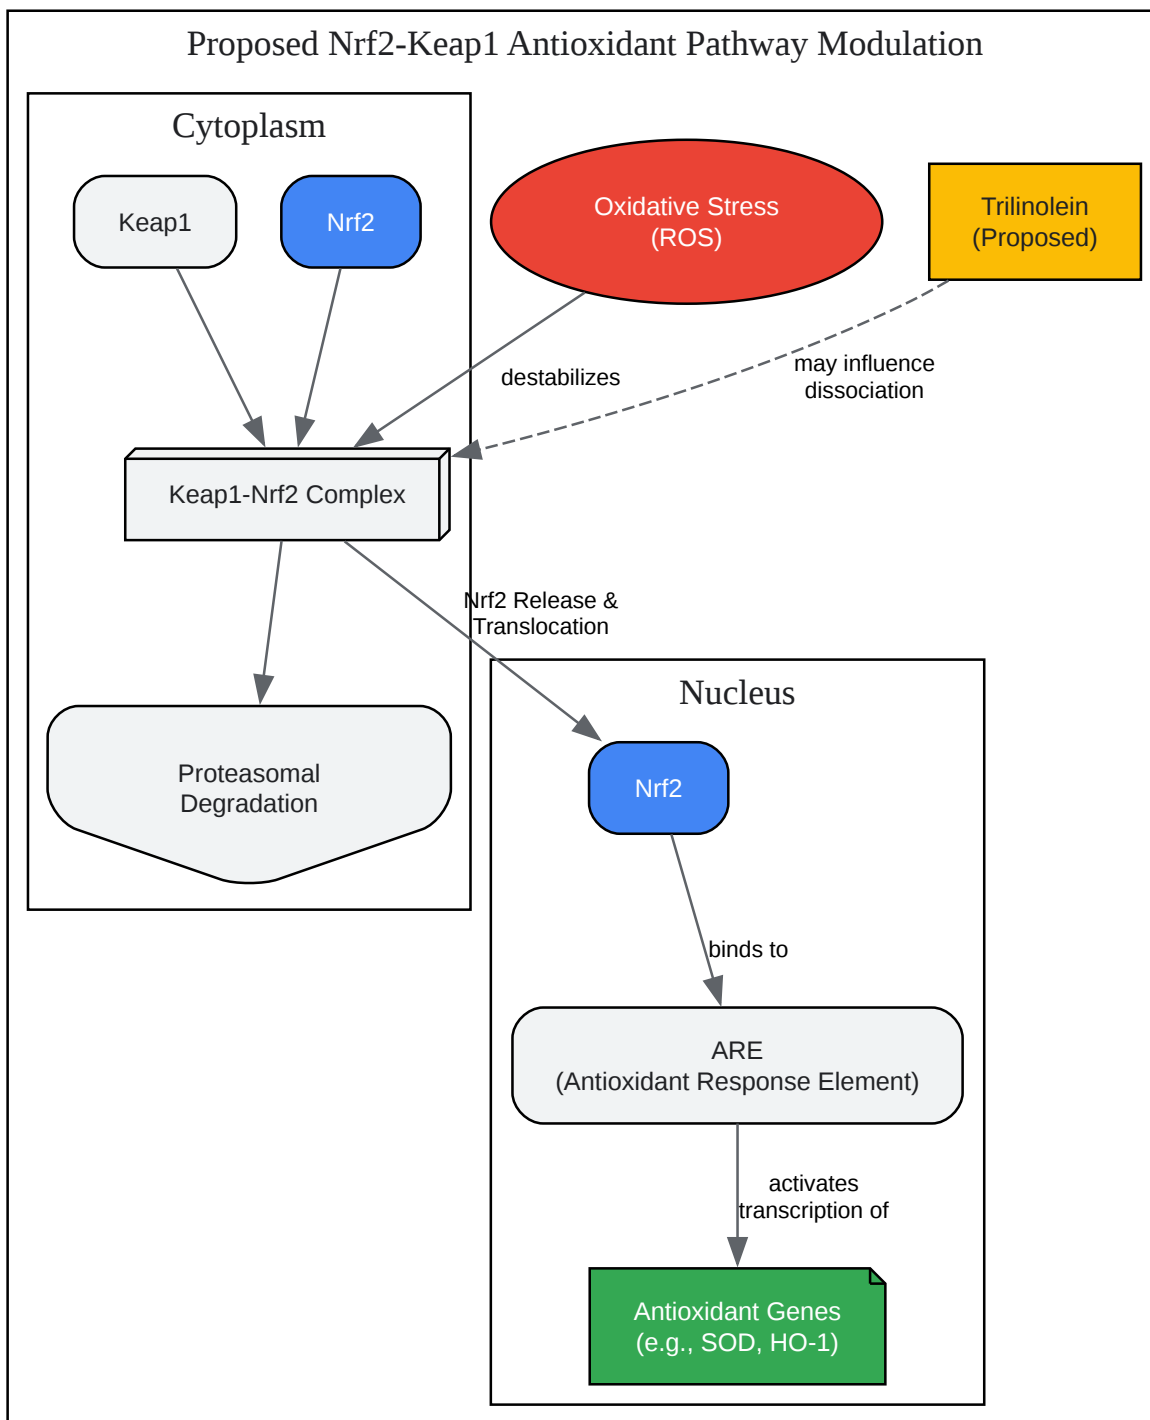 Proposed Nrf2-Keap1 Antioxidant Pathway Modulation
Cytoplasm
Keap1
Nrf2
Oxidative Stress
(ROS)
Trilinolein
(Proposed)
destabilizes
may influence
dissociation
Keap1-Nrf2 Complex
Nrf2 Release &
Translocation
Proteasomal
Degradation
Nucleus
Nrf2
binds to
ARE
(Antioxidant Response Element)
activates
transcription of
Antioxidant Genes
(e.g., SOD, HO-1)